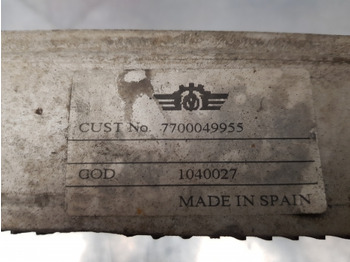 CUST No. 7700049955
GOD 1040027
MADE IN SPAIN